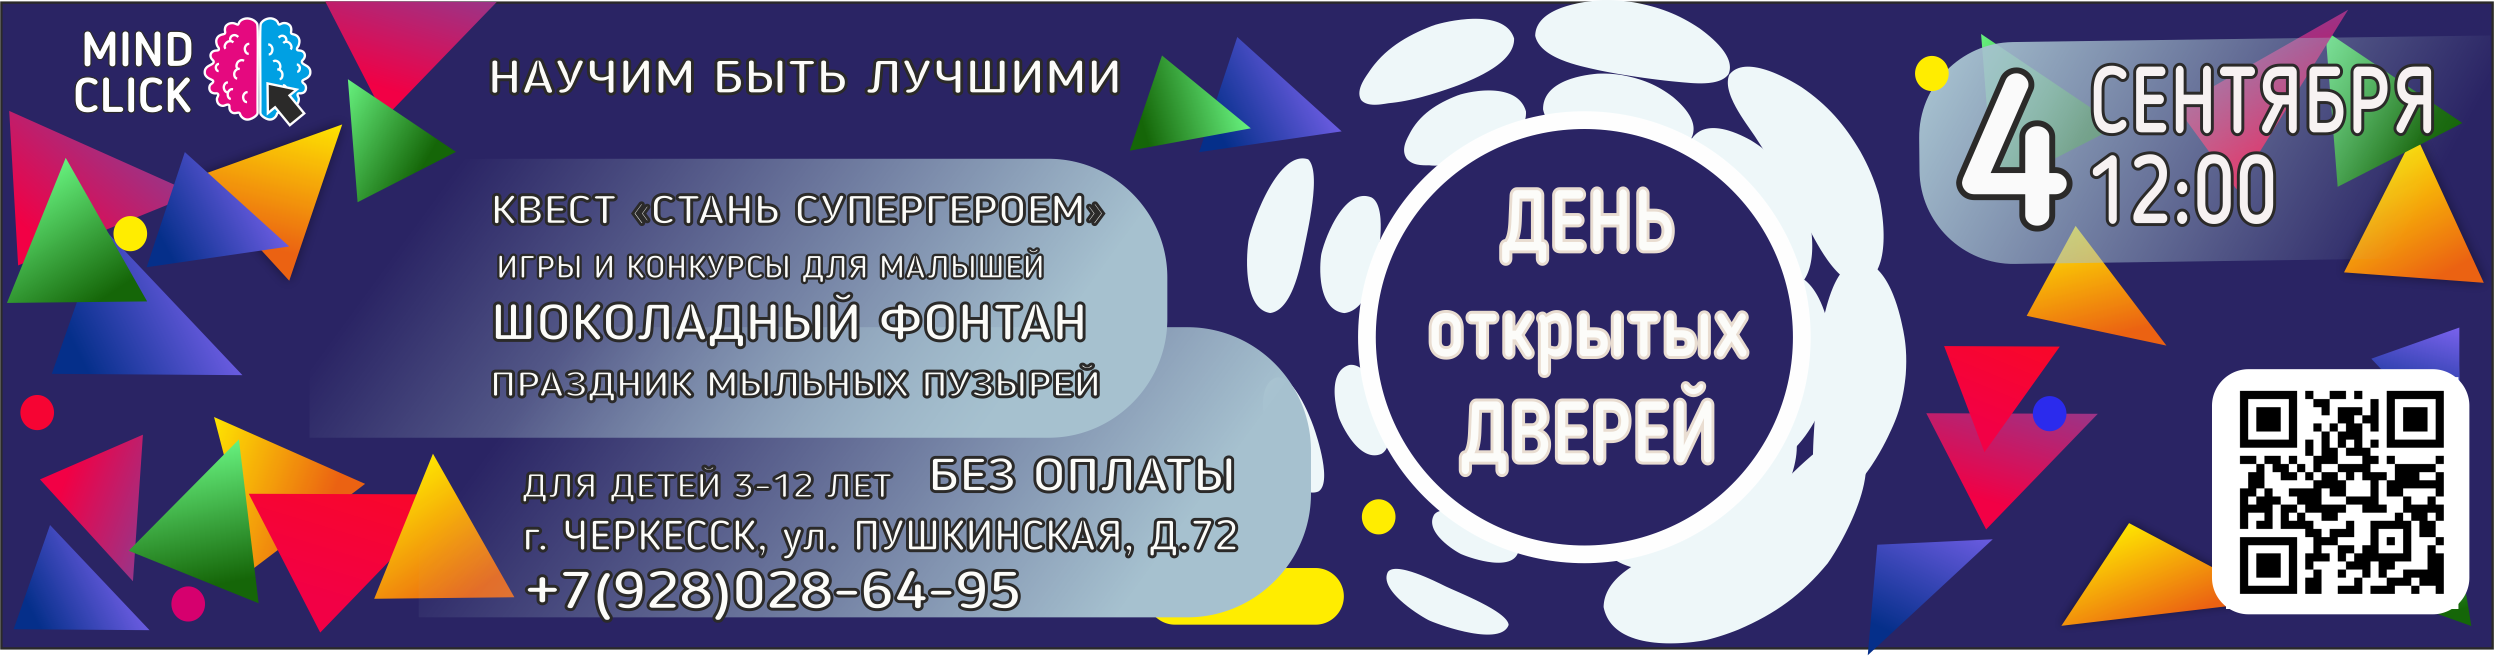 MIND
CLICK
НАУЧИМ БЫТЬ ЛУЧШИМИ
КВЕСТ «СТАНЬ СУПЕРГЕРОЕМ»
ИГРЫ И КОНКУРСЫ ДЛЯ МАЛЫШЕЙ
ШОКОЛАДНЫЙ ФОНТАН
ПРАЗДНИК МЫЛЬНЫХ ПУЗЫРЕЙ
ДЛЯ ДЕТЕЙ 3-12 ЛЕТ БЕЗ ОПЛАТЫ
г. ЧЕРКЕССК, ул. ПУШКИНСКАЯ, Д.72
+7(928)028-64-95
ДЕНЬ
открытых
ДВЕРЕЙ
4 СЕНТЯБРЯ
12:00